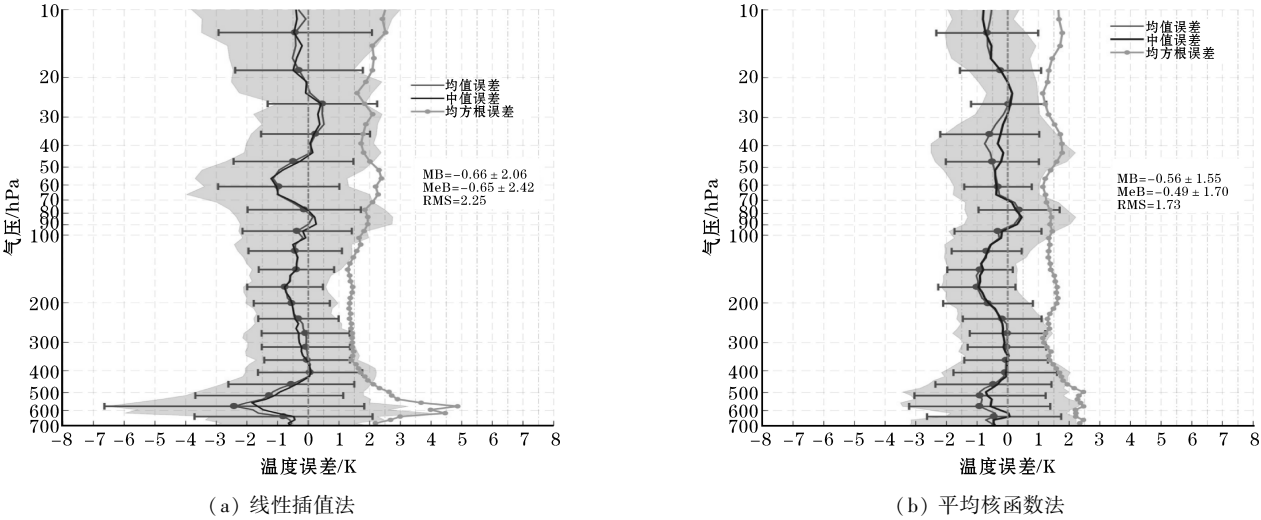 10
20
30
40
50
60
70
80
90
100
200
300
400
500
600
700
气压/hPa
均值误差
中值误差
均方根误差
MB=−0.66±2.06
MeB=−0.65±2.42
RMS=2.25
−8 −7 −6 −5 −4 −3 −2 −1 0 1 2 3 4 5 6 7 8
温度误差/K
(a) 线性插值法
10
20
30
40
50
60
70
80
90
100
200
300
400
500
600
700
气压/hPa
均值误差
中值误差
均方根误差
MB=−0.56±1.55
MeB=−0.49±1.70
RMS=1.73
−8 −7 −6 −5 −4 −3 −2 −1 0 1 2 3 4 5 6 7 8
温度误差/K
(b) 平均核函数法